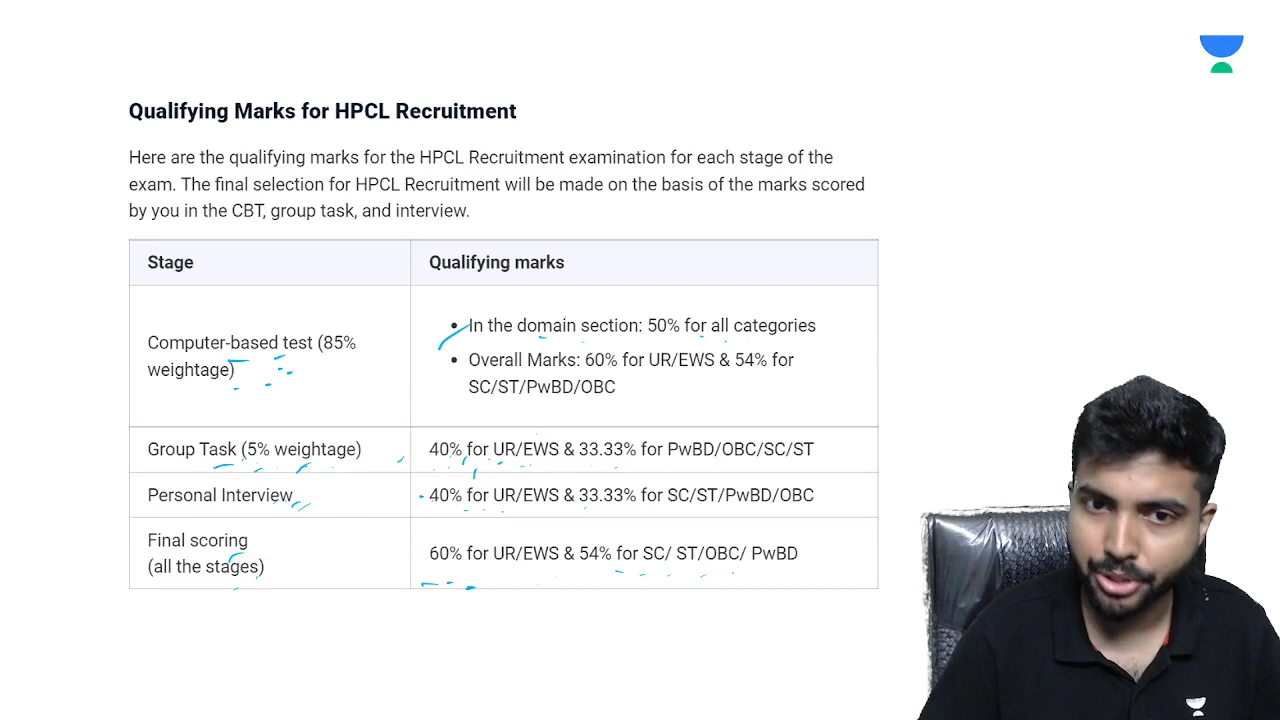 Qualifying Marks for HPCL Recruitment
Here are the qualifying marks for the HPCL Recruitment examination for each stage of the
exam. The final selection for HPCL Recruitment will be made on the basis of the marks scored
by you in the CBT, group task, and interview.
Stage
Qualifying marks
Computer-based test (85%
weightage)
• In the domain section: 50% for all categories
• Overall Marks: 60% for UR/EWS & 54% for
SC/ST/PwBD/OBC
Group Task (5% weightage)
40% for UR/EWS & 33.33% for PwBD/OBC/SC/ST
Personal Interview
40% for UR/EWS & 33.33% for SC/ST/PwBD/OBC
Final scoring
(all the stages)
60% for UR/EWS & 54% for SC/ ST/OBC/ PwBD